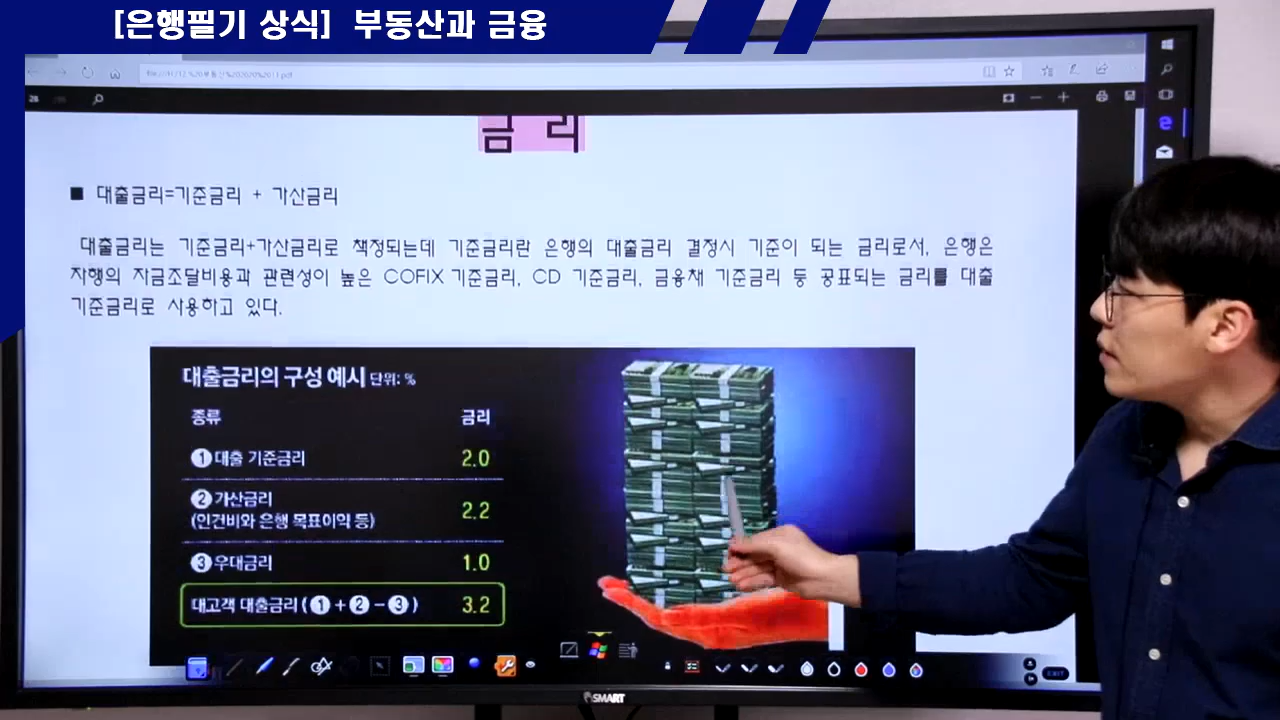 [은행필기 상식] 부동산과 금융
28
금 리
■ 대출금리=기준금리 + 가산금리
대출금리는 기준금리+가산금리로 책정되는데 기준금리란 은행의 대출금리 결정시 기준이 되는 금리로서, 은행은
자행의 자금조달비용과 관련성이 높은 COFIX 기준금리, CD 기준금리, 금융채 기준금리 등 공표되는 금리를 대출
기준금리로 사용하고 있다.
대출금리의 구성 예시 단위: %
종류 금리
① 대출 기준금리 2.0
② 가산금리 2.2
(인건비와 은행 목표이익 등)
③ 우대금리 1.0
대고객 대출금리 (①+②-③) 3.2
EXIT
SMART